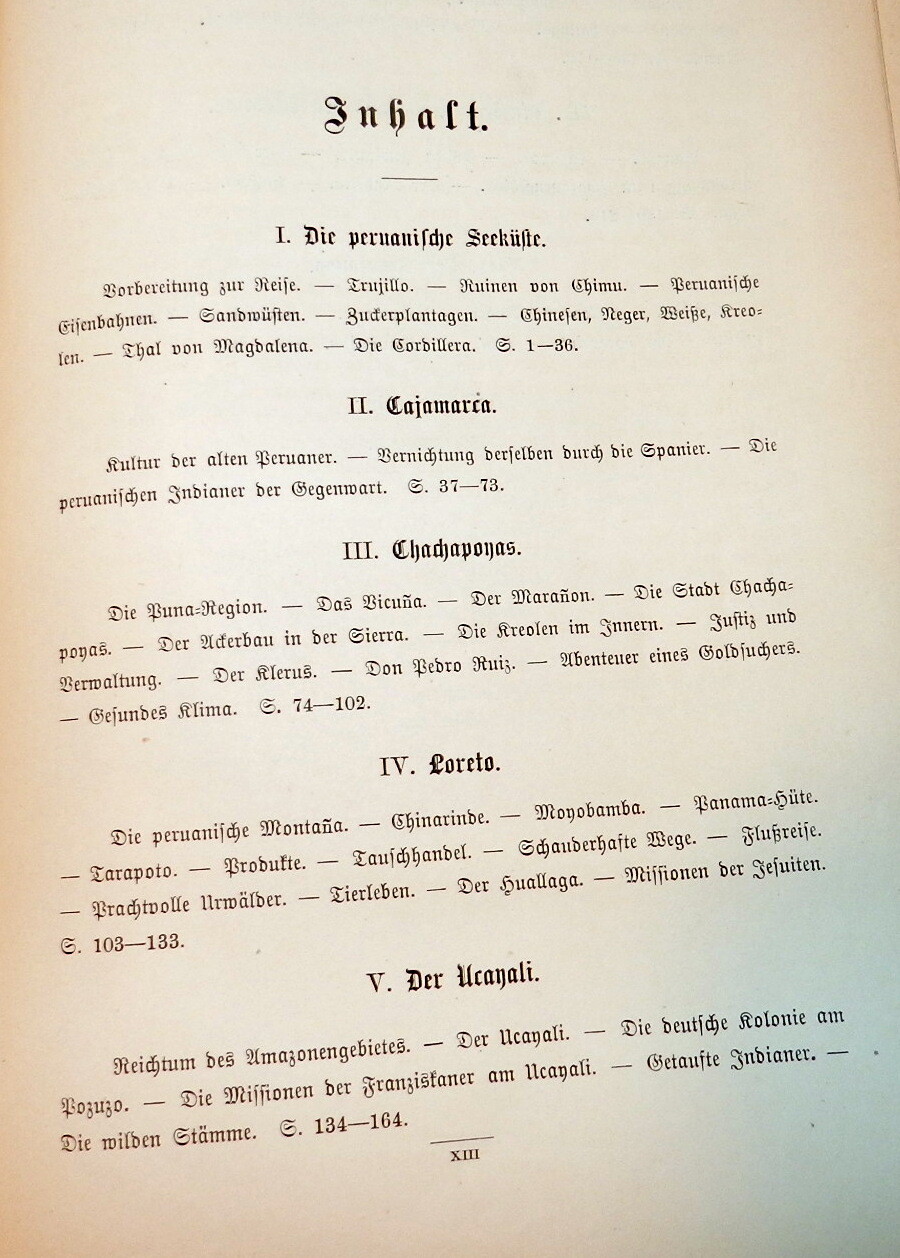 Inhalt.
I. Die peruanische Seeküste.
Vorbereitung zur Reise. — Trujillo. — Ruinen von Chimu. — Peruanische
Eisenbahnen. — Sandwüsten. — Zuckerplantagen. — Chinesen, Neger, Weiße, Kreo-
len. — Thal von Magdalena. — Die Cordillera. S. 1—36.
II. Cajamarca.
Kultur der alten Peruaner. — Vernichtung derselben durch die Spanier. — Die
peruanischen Indianer der Gegenwart. S. 37—73.
III. Chachapoyas.
Die Puna-Region. — Das Vicuña. — Der Marañon. — Die Stadt Chacha-
poyas. — Der Ackerbau in der Sierra. — Die Kreolen im Innern. — Justiz und
Verwaltung. — Der Klerus. — Don Pedro Ruiz. — Abenteuer eines Goldsuchers.
— Gesundes Klima. S. 74—102.
IV. Loreto.
Die peruanische Montaña. — Chinarinde. — Moyobamba. — Panama-Hüte.
— Tarapoto. — Produkte. — Tauschhandel. — Schauderhafte Wege. — Flußreise.
— Prachtvolle Urwälder. — Tierleben. — Der Huallaga. — Missionen der Jesuiten.
S. 103—133.
V. Der Ucayali.
Reichtum des Amazonengebietes. — Der Ucayali. — Die deutsche Kolonie am
Pozuzo. — Die Missionen der Franziskaner am Ucayali. — Getaufte Indianer. —
Die wilden Stämme. S. 134—164.
XIII